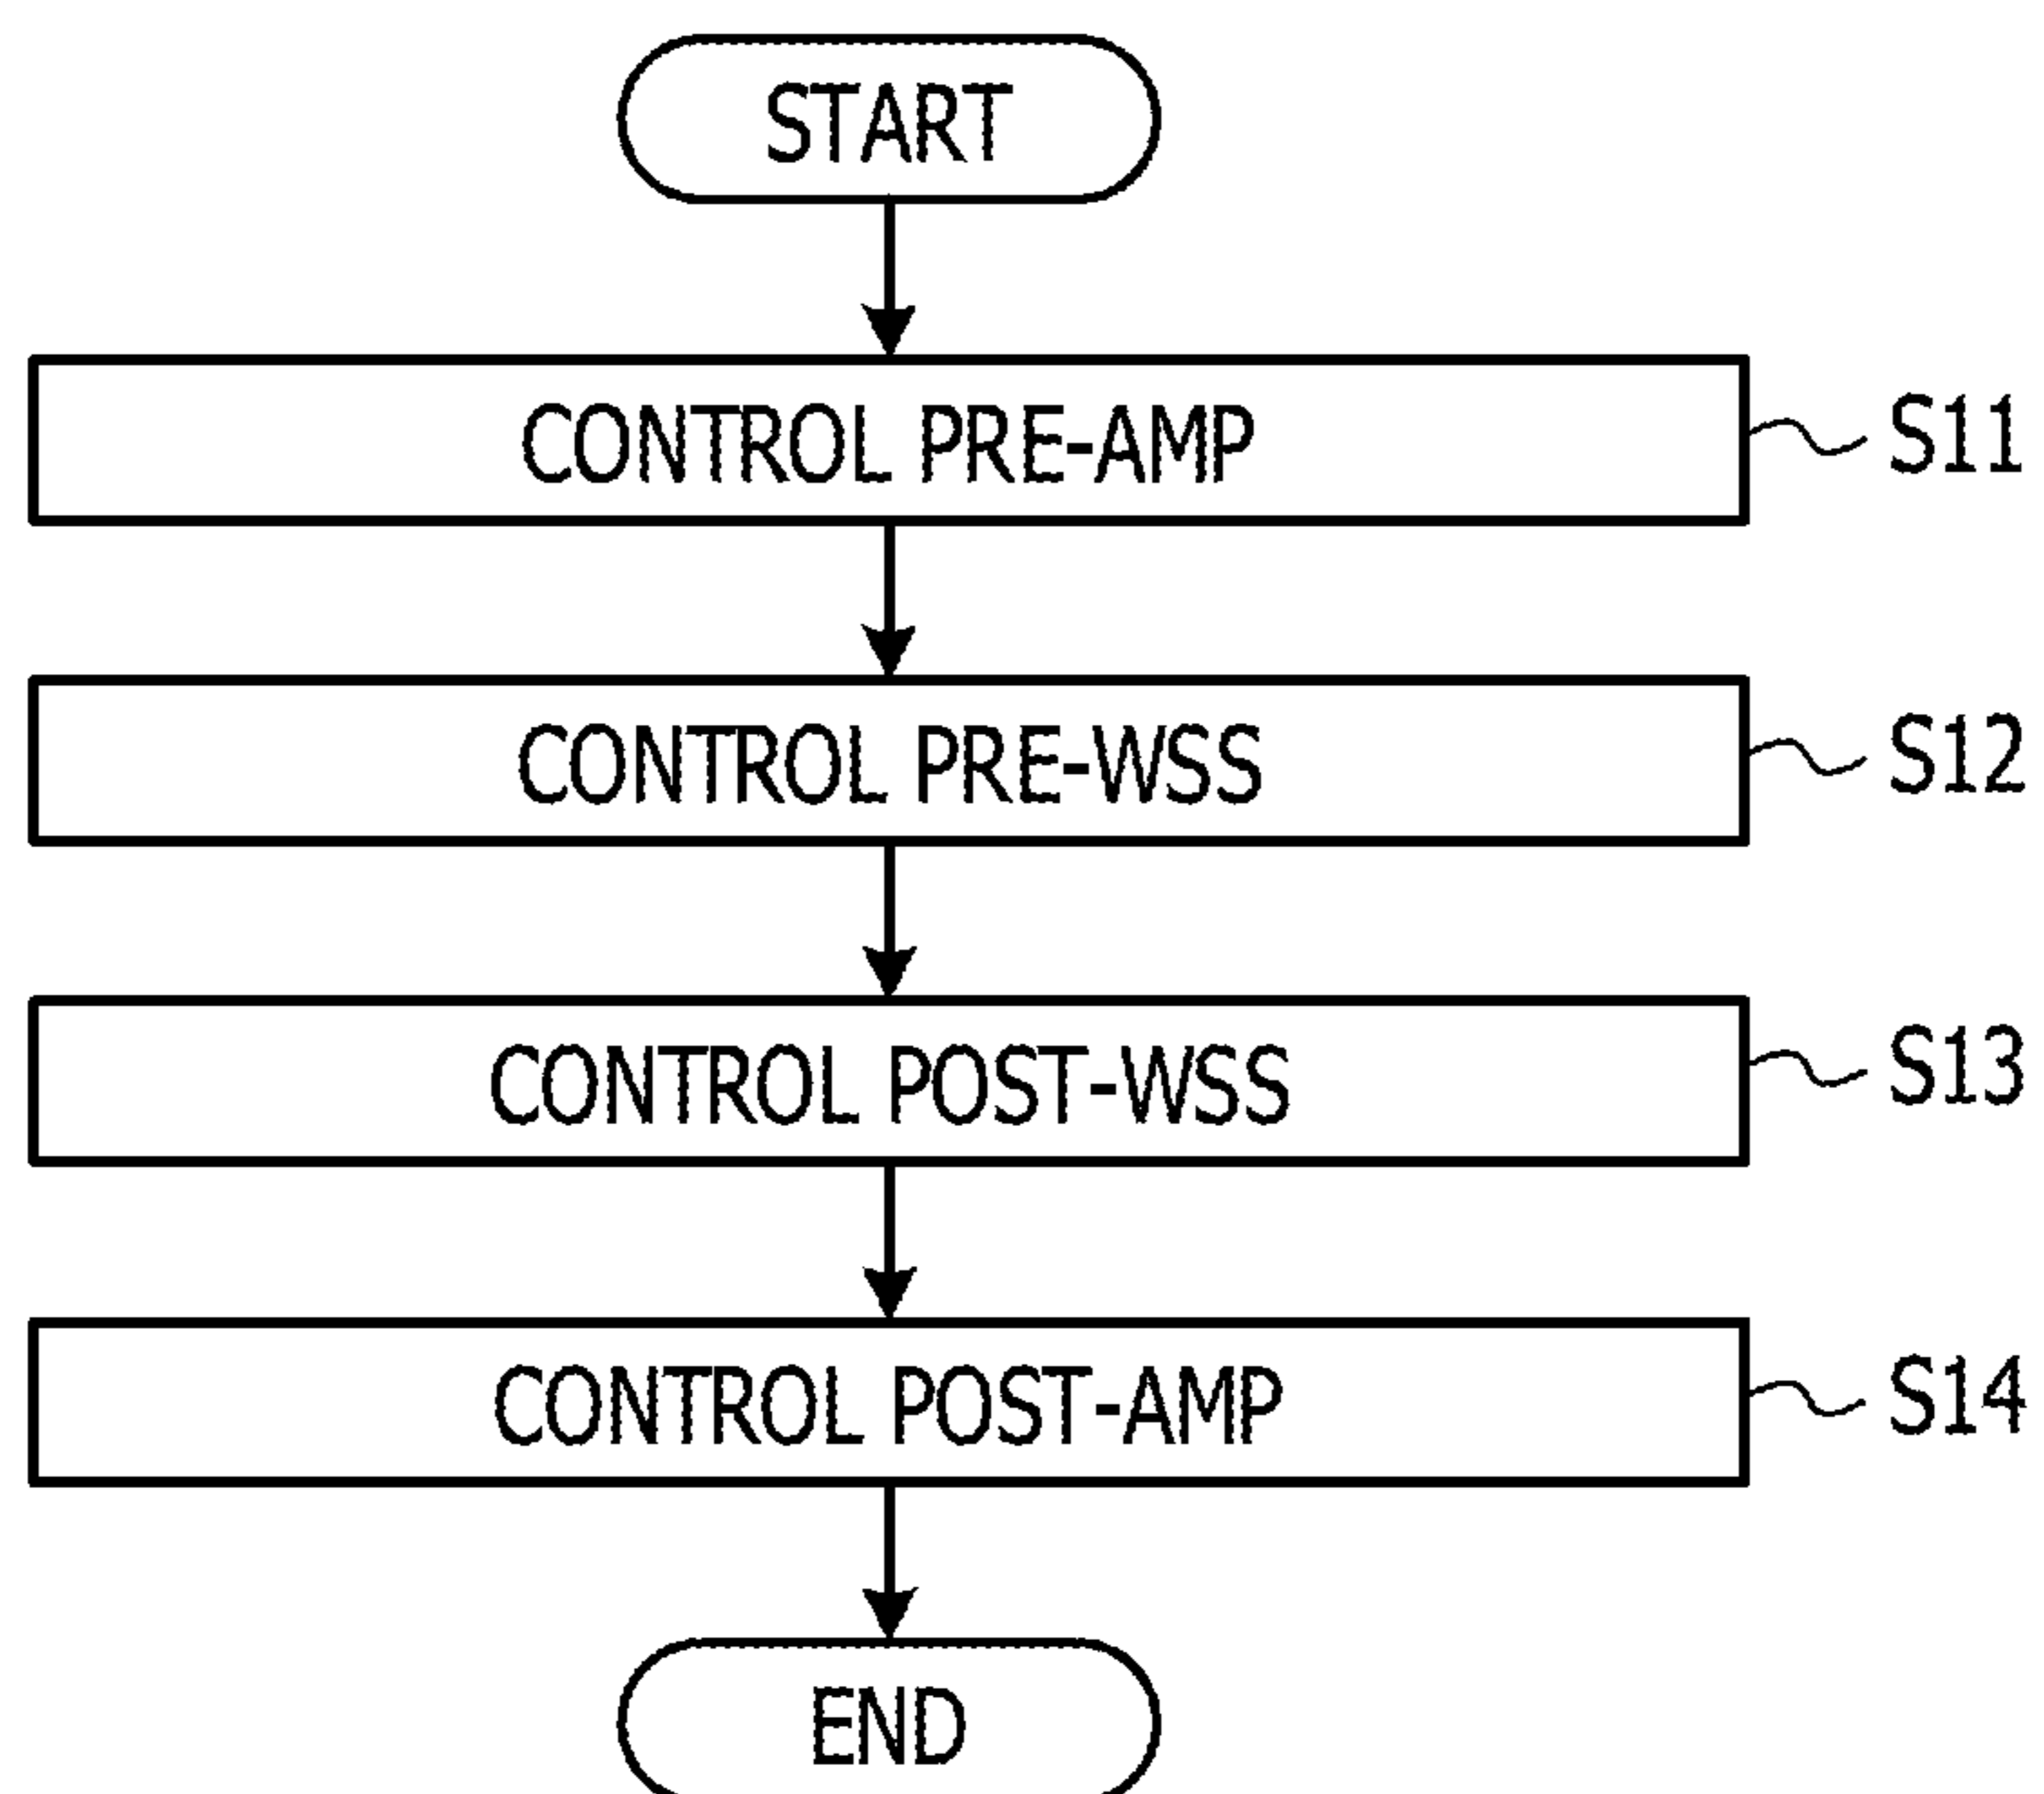 START
CONTROL PRE-AMP
S11
CONTROL PRE-WSS
S12
CONTROL POST-WSS
S13
CONTROL POST-AMP
S14
END